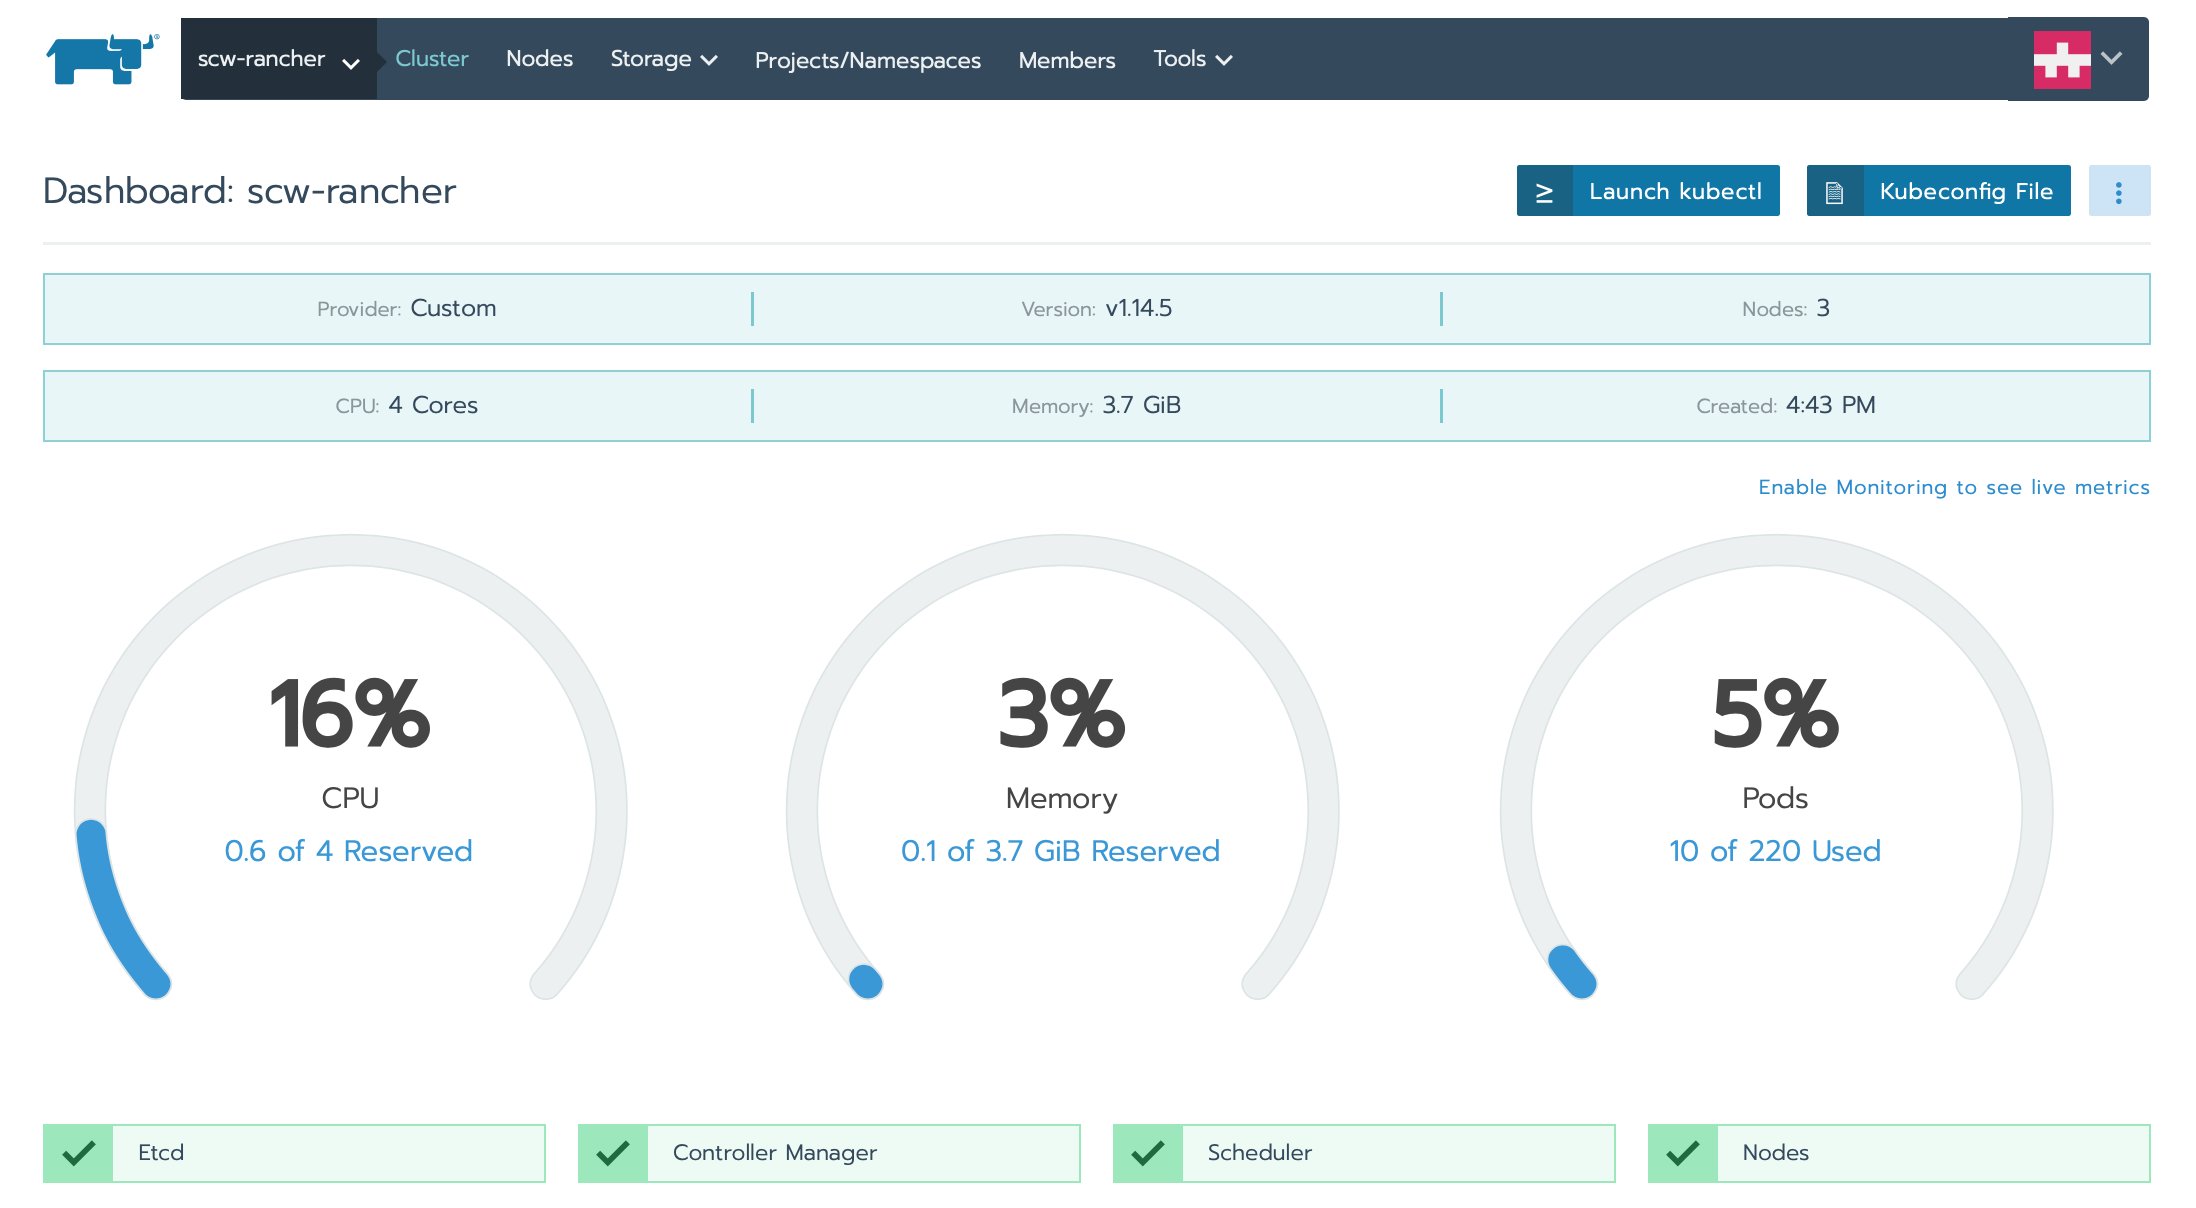 scw-rancher Cluster Nodes Storage Projects/Namespaces Members Tools
Dashboard: scw-rancher
Launch kubectl
Kubeconfig File
Provider: Custom
Version: v1.14.5
Nodes: 3
CPU: 4 Cores
Memory: 3.7 GiB
Created: 4:43 PM
Enable Monitoring to see live metrics
16%
CPU
0.6 of 4 Reserved
3%
Memory
0.1 of 3.7 GiB Reserved
5%
Pods
10 of 220 Used
Etcd
Controller Manager
Scheduler
Nodes